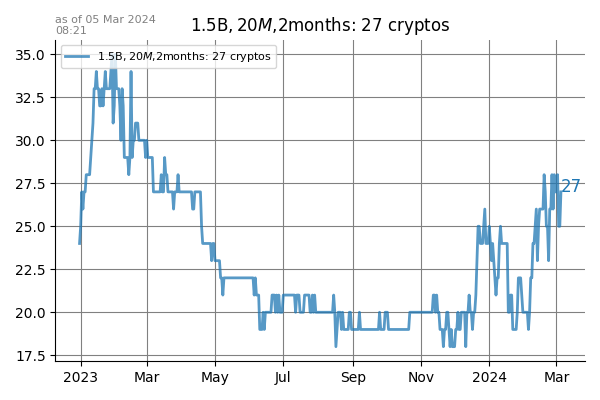 as of 05 Mar 2024
08:21
1.5B, 20M,2months: 27 cryptos
1.5B, 20M,2months: 27 cryptos
35.0
32.5
30.0
27.5
25.0
22.5
20.0
17.5
27
2023
Mar
May
Jul
Sep
Nov
2024
Mar